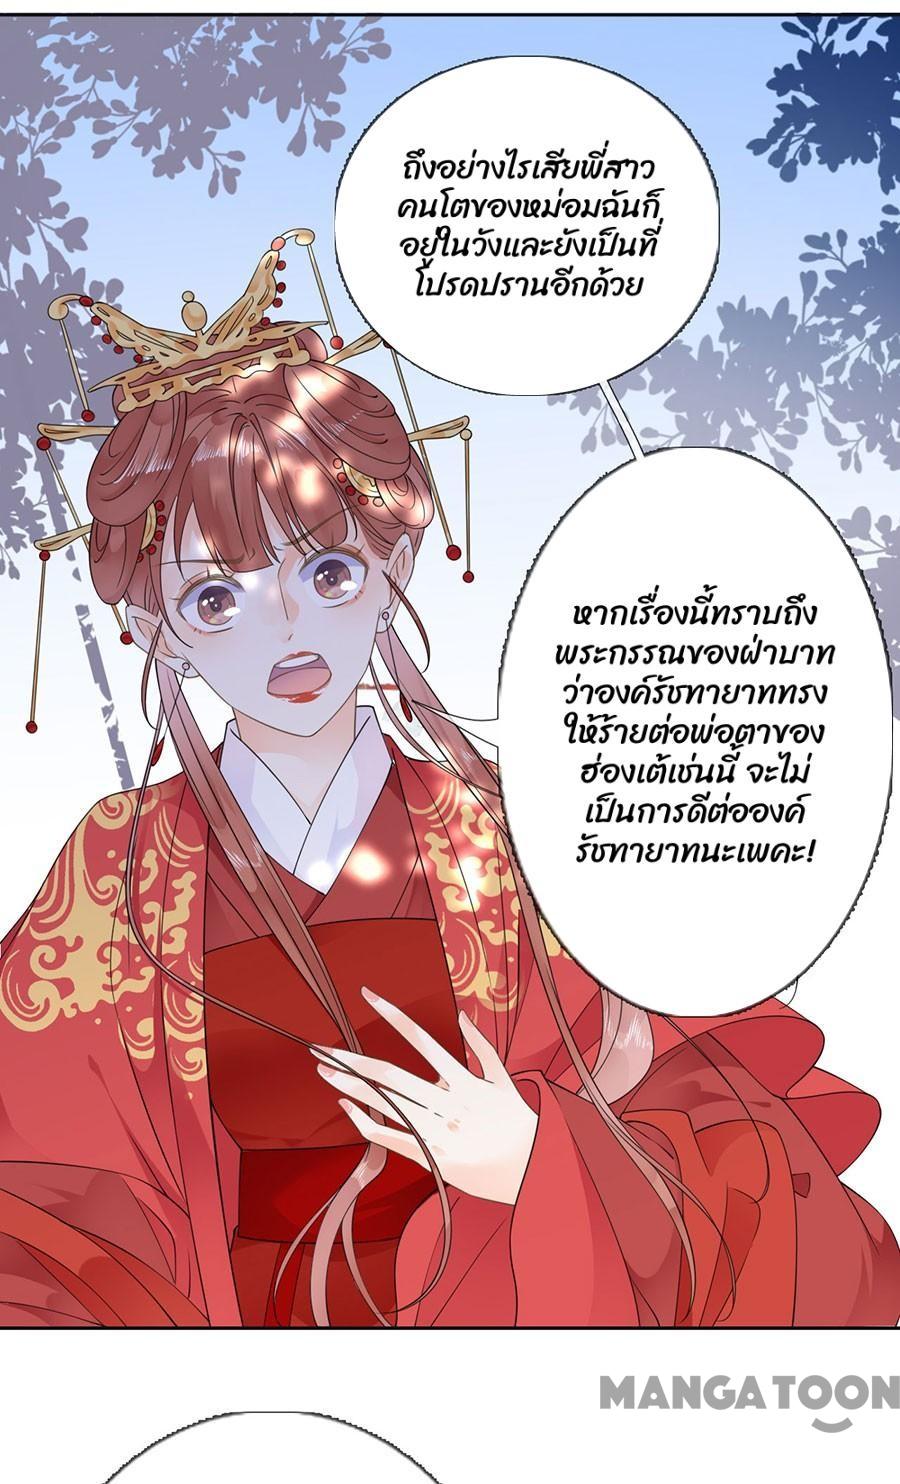 ถึงอย่างไรเสียพี่สาว
คนโตของหม่อมฉันก็
อยู่ในวังและยังเป็นที่
โปรดปรานอีกด้วย
หากเรื่องนี้ทราบถึง
พระกรรณของฝ่าบาท
ว่าองค์รัชทายาททรง
ให้ร้ายต่อพ่อตาของ
ฮ่องเต้เช่นนี้ จะไม่
เป็นการดีต่อองค์
รัชทายาทนะเพคะ!
MANGATOON